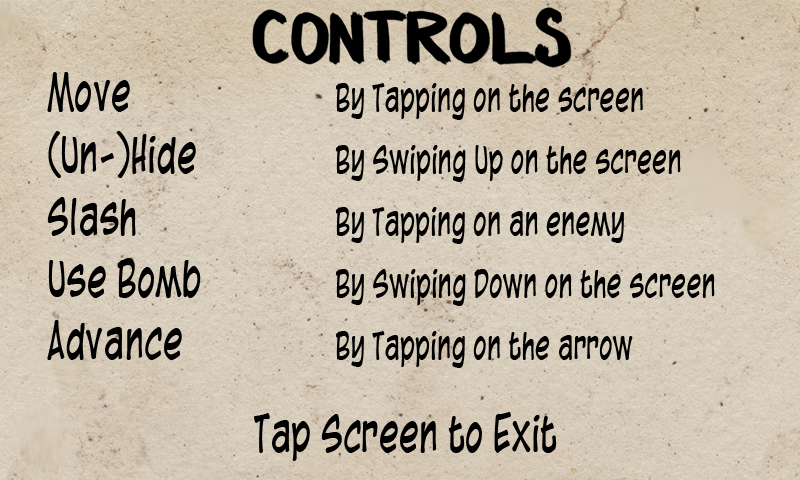 CONTROLS
Move By Tapping on the screen
(Un-)Hide By Swiping Up on the screen
Slash By Tapping on an enemy
Use Bomb By Swiping Down on the screen
Advance By Tapping on the arrow
Tap Screen to Exit